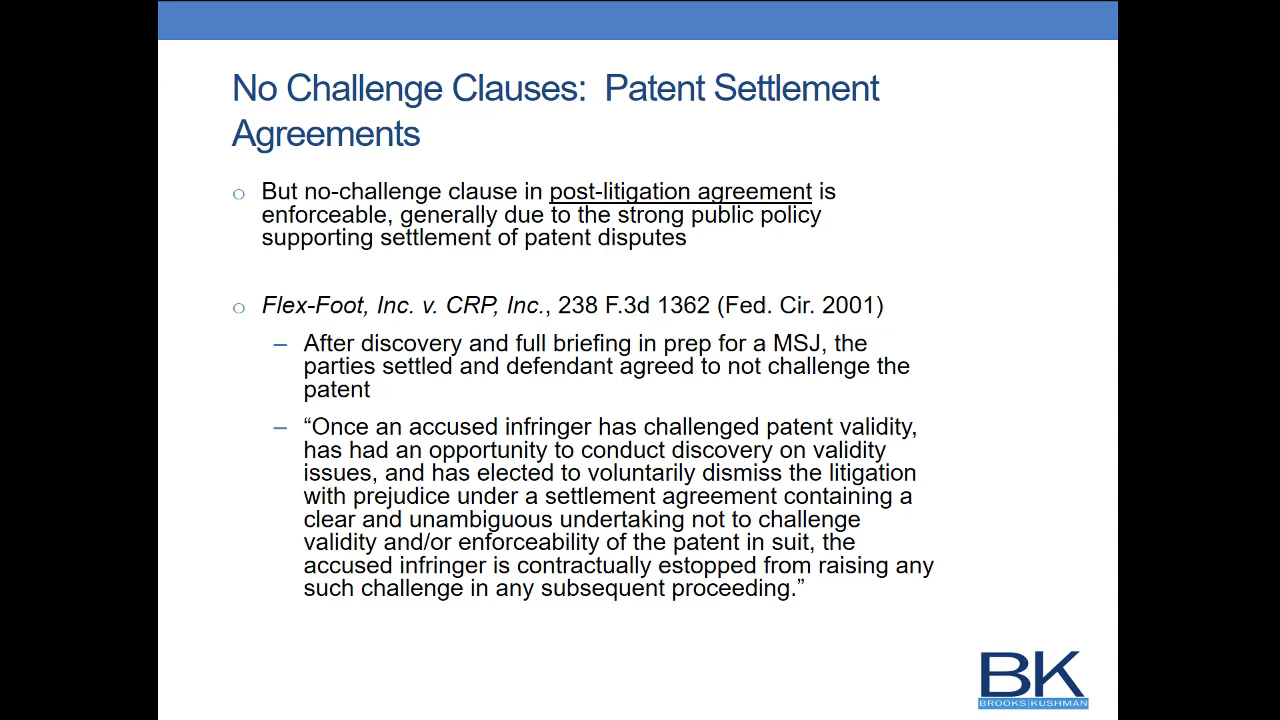 No Challenge Clauses:  Patent Settlement
Agreements
But no-challenge clause in post-litigation agreement is
enforceable, generally due to the strong public policy
supporting settlement of patent disputes
Flex-Foot, Inc. v. CRP, Inc., 238 F.3d 1362 (Fed. Cir. 2001)
– After discovery and full briefing in prep for a MSJ, the
parties settled and defendant agreed to not challenge the
patent
– “Once an accused infringer has challenged patent validity,
has had an opportunity to conduct discovery on validity
issues, and has elected to voluntarily dismiss the litigation
with prejudice under a settlement agreement containing a
clear and unambiguous undertaking not to challenge
validity and/or enforceability of the patent in suit, the
accused infringer is contractually estopped from raising any
such challenge in any subsequent proceeding.”
BK
BROOKS|KUSHMAN